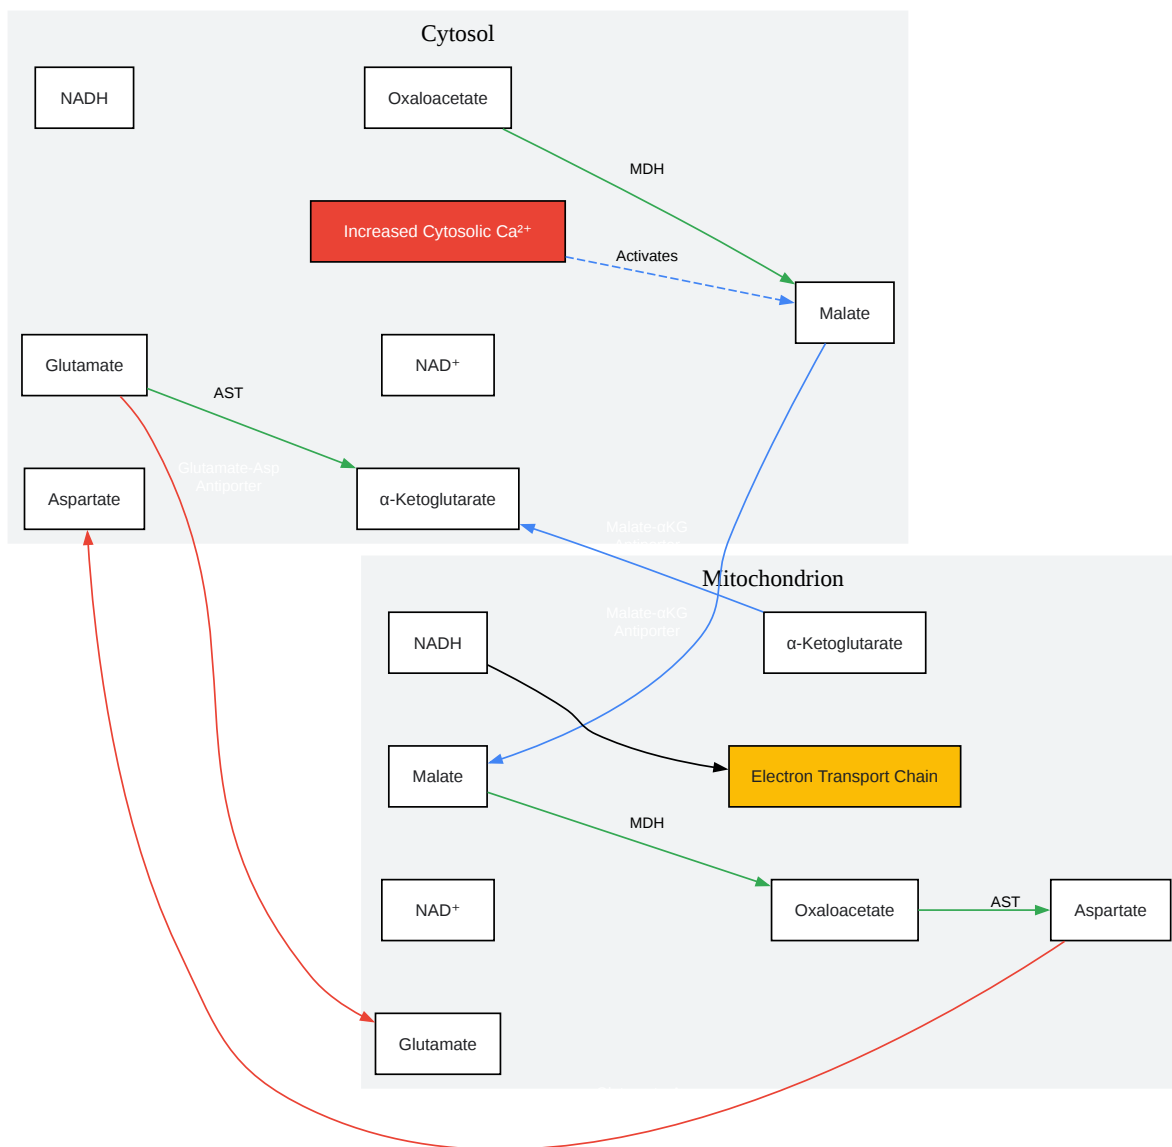 Cytosol
NADH
Oxaloacetate
MDH
Increased Cytosolic Ca²⁺
Activates
Malate
Glutamate
NAD⁺
AST
Glutamate-Asp
Antiporter
Aspartate
α-Ketoglutarate
Malate-αKG
Antiporter
Mitochondrion
Malate-αKG
Antiporter
NADH
α-Ketoglutarate
Malate
Electron Transport Chain
MDH
NAD⁺
Oxaloacetate
AST
Aspartate
Glutamate